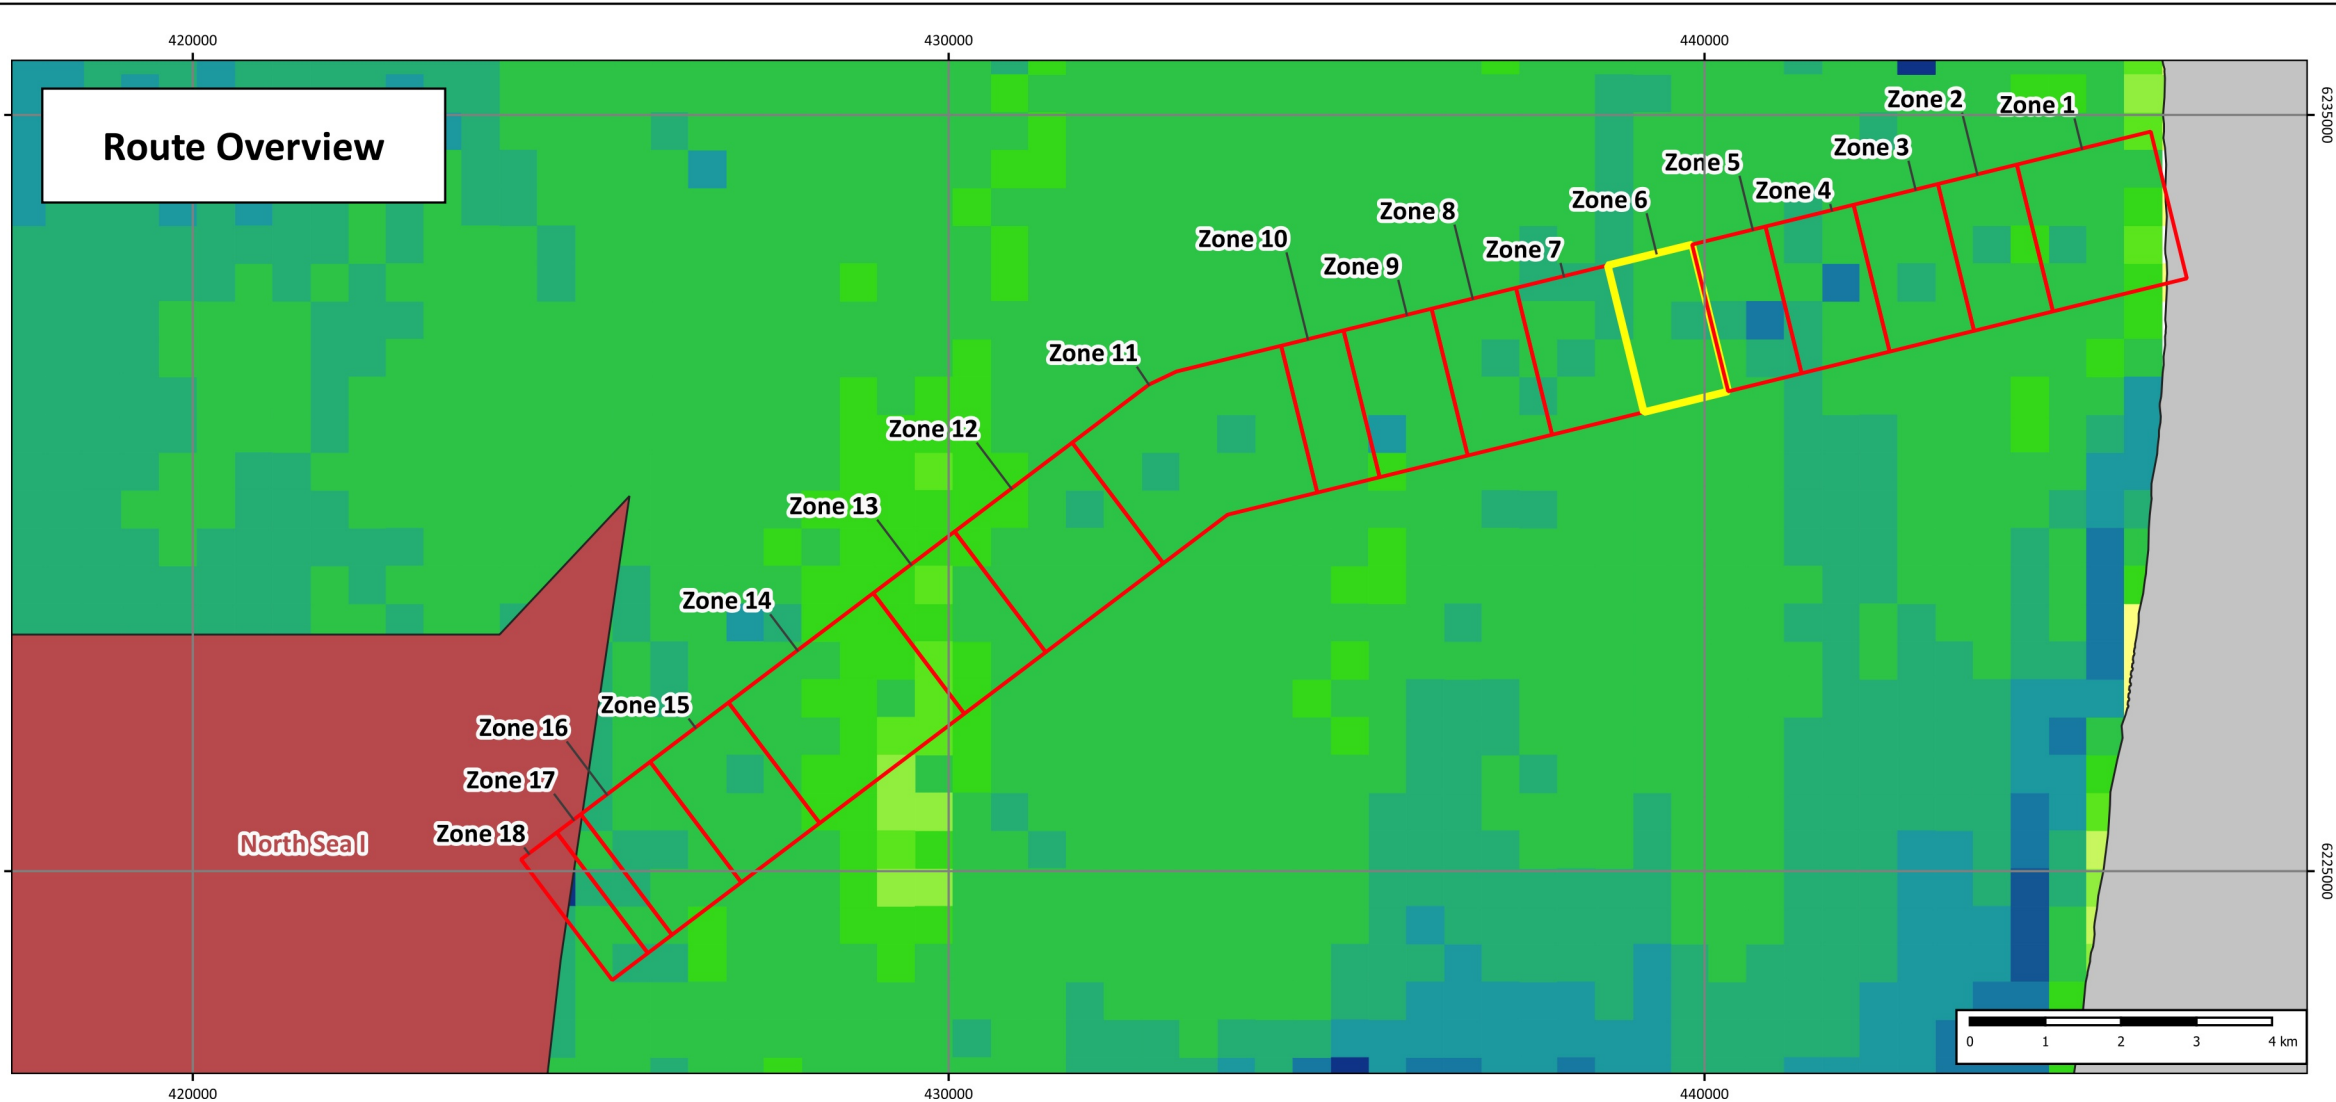 420000
430000
440000
Route Overview
6235000
Zone 2
Zone 1
Zone 3
Zone 5
Zone 4
Zone 6
Zone 8
Zone 7
Zone 10
Zone 9
Zone 11
Zone 12
Zone 13
Zone 14
Zone 15
Zone 16
Zone 17
Zone 18
North Sea I
6225000
0 1 2 3 4 km
420000
430000
440000